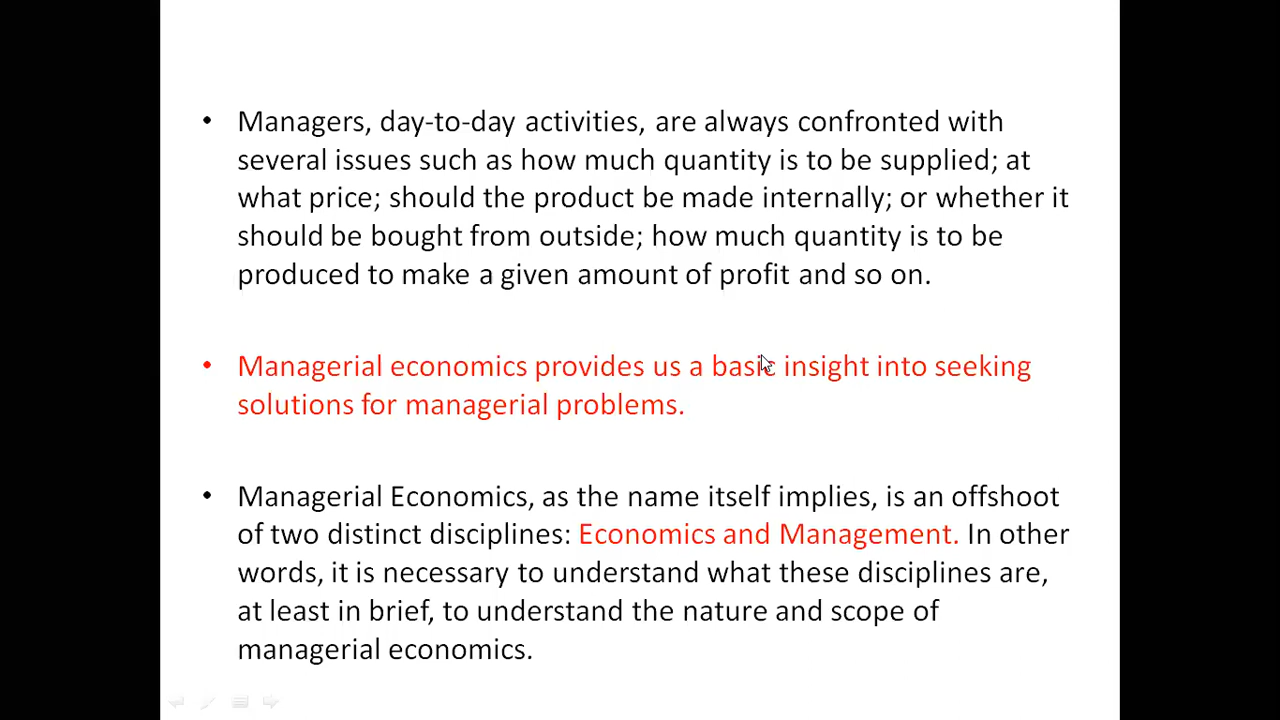 • Managers, day-to-day activities, are always confronted with
several issues such as how much quantity is to be supplied; at
what price; should the product be made internally; or whether it
should be bought from outside; how much quantity is to be
produced to make a given amount of profit and so on.
• Managerial economics provides us a basic insight into seeking
solutions for managerial problems.
• Managerial Economics, as the name itself implies, is an offshoot
of two distinct disciplines: Economics and Management. In other
words, it is necessary to understand what these disciplines are,
at least in brief, to understand the nature and scope of
managerial economics.